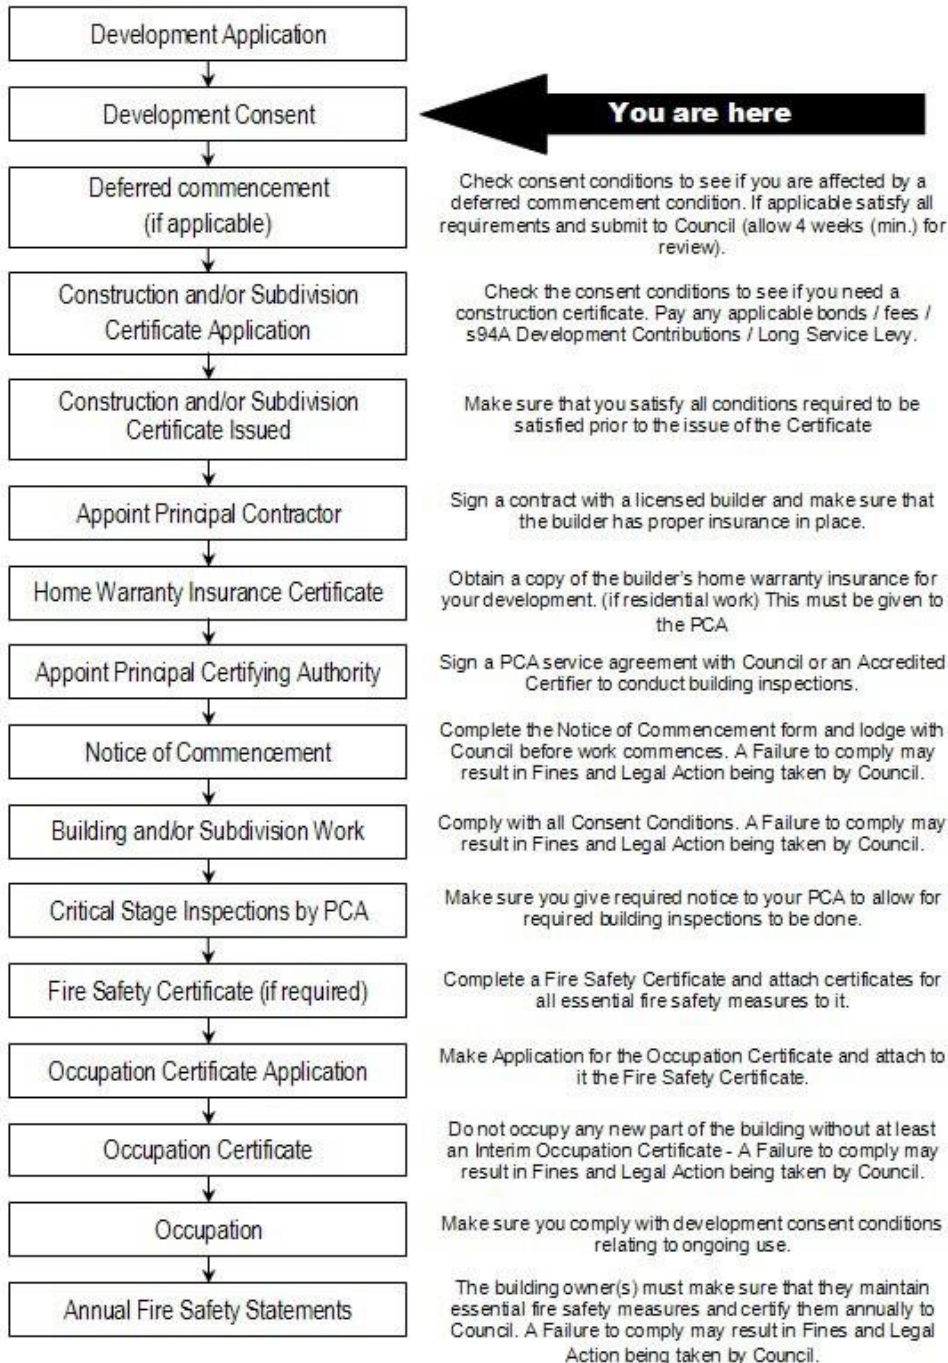 Development Application
Development Consent
You are here
Deferred commencement
(if applicable)
Check consent conditions to see if you are affected by a
deferred commencement condition. If applicable satisfy all
requirements and submit to Council (allow 4 weeks (min.) for
review).
Construction and/or Subdivision
Certificate Application
Check the consent conditions to see if you need a
construction certificate. Pay any applicable bonds / fees /
s94A Development Contributions / Long Service Levy.
Construction and/or Subdivision
Certificate Issued
Make sure that you satisfy all conditions required to be
satisfied prior to the issue of the Certificate
Appoint Principal Contractor
Sign a contract with a licensed builder and make sure that
the builder has proper insurance in place.
Home Warranty Insurance Certificate
Obtain a copy of the builder's home warranty insurance for
your development. (if residential work) This must be given to
the PCA
Appoint Principal Certifying Authority
Sign a PCA service agreement with Council or an Accredited
Certifier to conduct building inspections.
Notice of Commencement
Complete the Notice of Commencement form and lodge with
Council before work commences. A Failure to comply may
result in Fines and Legal Action being taken by Council.
Building and/or Subdivision Work
Comply with all Consent Conditions. A Failure to comply may
result in Fines and Legal Action being taken by Council.
Critical Stage Inspections by PCA
Make sure you give required notice to your PCA to allow for
required building inspections to be done.
Fire Safety Certificate (if required)
Complete a Fire Safety Certificate and attach certificates for
all essential fire safety measures to it.
Occupation Certificate Application
Make Application for the Occupation Certificate and attach to
it the Fire Safety Certificate.
Occupation Certificate
Do not occupy any new part of the building without at least
an Interim Occupation Certificate - A Failure to comply may
result in Fines and Legal Action being taken by Council.
Occupation
Make sure you comply with development consent conditions
relating to ongoing use.
Annual Fire Safety Statements
The building owner(s) must make sure that they maintain
essential fire safety measures and certify them annually to
Council. A Failure to comply may result in Fines and Legal
Action being taken by Council.